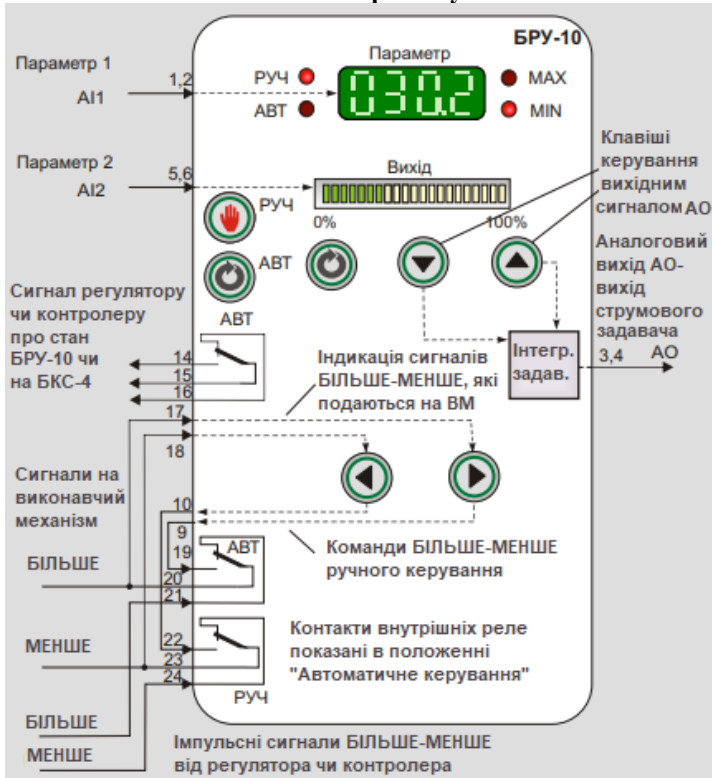 БРУ-10
Параметр
Параметр 1
1,2
AI1
РУЧ
АВТ
030.2
MAX
MIN
Параметр 2
5,6
AI2
Вихід
0%
100%
РУЧ
АВТ
Клавіші
керування
вихідним
сигналом АО
Аналоговий
вихід АО-
вихід
струмового
задавача
3,4
АО
Інтегр.
задав.
Сигнал регулятору
чи контролеру
про стан
БРУ-10 чи
на БКС-4
АВТ
14
15
16
17
18
Індикація сигналів
БІЛЬШЕ-МЕНШЕ, які
подаються на ВМ
Сигнали на
виконавчий
механізм
10
9
19
20
21
АВТ
Команди БІЛЬШЕ-МЕНШЕ
ручного керування
БІЛЬШЕ
МЕНШЕ
22
23
24
РУЧ
Контакти внутрішніх реле
показані в положенні
"Автоматичне керування"
БІЛЬШЕ
МЕНШЕ
Імпульсні сигнали БІЛЬШЕ-МЕНШЕ
від регулятора чи контролера